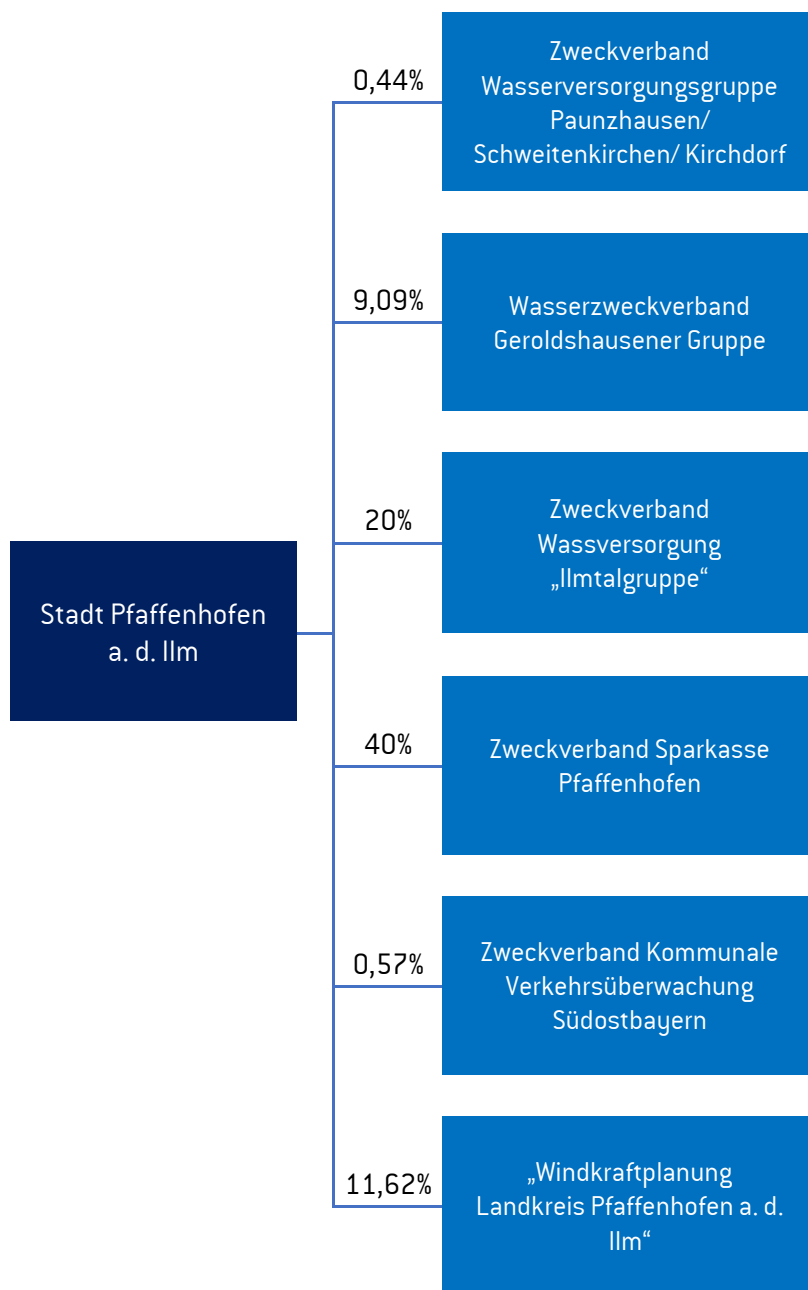 0,44%
Zweckverband
Wasserversorgungsgruppe
Paunzhausen/
Schweitenkirchen/ Kirchdorf
9,09%
Wasserzweckverband
Geroldshausener Gruppe
20%
Zweckverband
Wassversorgung
„Ilmtalgruppe“
Stadt Pfaffenhofen
a. d. Ilm
40%
Zweckverband Sparkasse
Pfaffenhofen
0,57%
Zweckverband Kommunale
Verkehrsüberwachung
Südostbayern
11,62%
„Windkraftplanung
Landkreis Pfaffenhofen a. d.
Ilm“